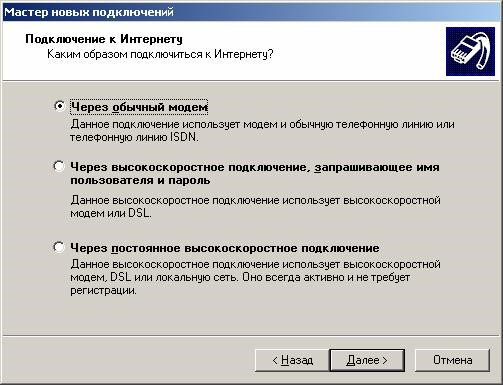 Мастер новых подключений
Подключение к Интернету
Каким образом подключиться к Интернету?
Через обычный модем
Данное подключение использует модем и обычную телефонную линию или
телефонную линию ISDN.
Через высокоскоростное подключение, запрашивающее имя
пользователя и пароль
Данное высокоскоростное подключение использует высокоскоростной
модем или DSL.
Через постоянное высокоскоростное подключение
Данное высокоскоростное подключение использует высокоскоростной
модем, DSL или локальную сеть. Оно всегда активно и не требует
регистрации.
< Назад Далее > Отмена